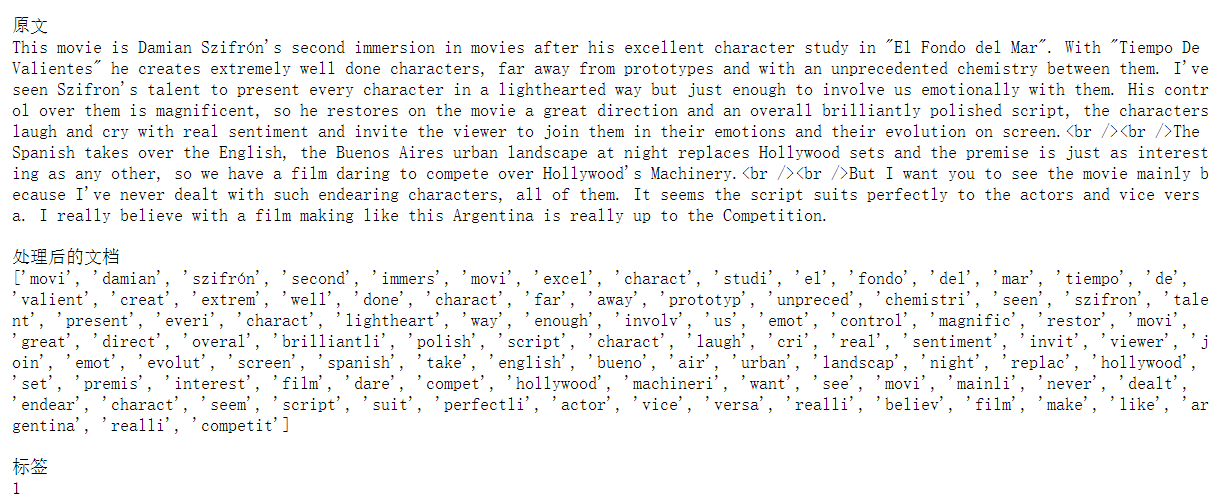 原文
This movie is Damian Szifrón's second immersion in movies after his excellent character study in "El Fondo del Mar". With "Tiempo De
Valientes" he creates extremely well done characters, far away from prototypes and with an unprecedented chemistry between them. I've
seen Szifron's talent to present every character in a lighthearted way but just enough to involve us emotionally with them. His contr
ol over them is magnificent, so he restores on the movie a great direction and an overall brilliantly polished script, the characters
laugh and cry with real sentiment and invite the viewer to join them in their emotions and their evolution on screen.<br /><br />The
Spanish takes over the English, the Buenos Aires urban landscape at night replaces Hollywood sets and the premise is just as interest
ing as any other, so we have a film daring to compete over Hollywood's Machinery.<br /><br />But I want you to see the movie mainly b
ecause I've never dealt with such endearing characters, all of them. It seems the script suits perfectly to the actors and vice vers
a. I really believe with a film making like this Argentina is really up to the Competition.
处理后的文档
['movi', 'damian', 'szifrón', 'second', 'immers', 'movi', 'excel', 'charact', 'studi', 'el', 'fondo', 'del', 'mar', 'tiempo', 'de',
'valient', 'creat', 'extrem', 'well', 'done', 'charact', 'far', 'away', 'prototyp', 'unpreced', 'chemistri', 'seen', 'szifron', 'tale
nt', 'present', 'everi', 'charact', 'lightheart', 'way', 'enough', 'involv', 'us', 'emot', 'control', 'magnific', 'restor', 'movi',
'great', 'direct', 'overal', 'brilliantli', 'polish', 'script', 'charact', 'laugh', 'cri', 'real', 'sentiment', 'invit', 'viewer', 'j
oin', 'emot', 'evolut', 'screen', 'spanish', 'take', 'english', 'bueno', 'air', 'urban', 'landscap', 'night', 'replac', 'hollywood',
'set', 'premis', 'interest', 'film', 'dare', 'compet', 'hollywood', 'machineri', 'want', 'see', 'movi', 'mainli', 'never', 'dealt',
'endear', 'charact', 'seem', 'script', 'suit', 'perfectli', 'actor', 'vice', 'versa', 'realli', 'believ', 'film', 'make', 'like', 'ar
gentina', 'realli', 'competit']
标签
1